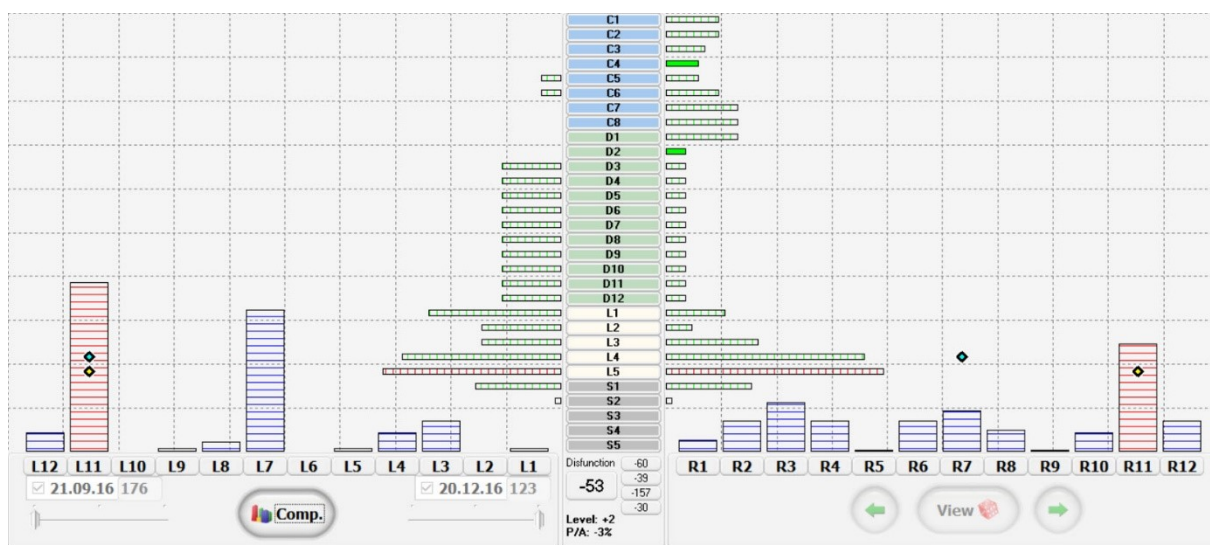 C1
C2
C3
C4
C5
C6
C7
C8
D1
D2
D3
D4
D5
D6
D7
D8
D9
D10
D11
D12
L1
L2
L3
L4
L5
S1
S2
S3
S4
S5
L12 L11 L10 L9 L8 L7 L6 L5 L4 L3 L2 L1
R1 R2 R3 R4 R5 R6 R7 R8 R9 R10 R11 R12
21.09.16 176
20.12.16 123
Comp.
Disfunction
-53
-60
-39
-157
-30
Level: +2
P/A: -3%
View